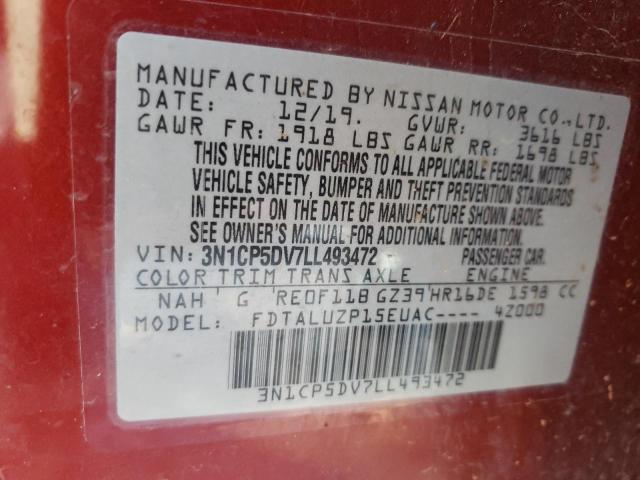 MANUFACTURED BY NISSAN MOTOR CO.,LTD.
DATE: 12/19. GVWR: 3616 LBS
GAWR FR: 1918 LBS GAWR RR: 1698 LBS
THIS VEHICLE CONFORMS TO ALL APPLICABLE FEDERAL MOTOR
VEHICLE SAFETY, BUMPER AND THEFT PREVENTION STANDARDS
IN EFFECT ON THE DATE OF MANUFACTURE SHOWN ABOVE.
SEE OWNER'S MANUAL FOR ADDITIONAL INFORMATION.
VIN: 3N1CP5DV7LL493472 PASSENGER CAR.
COLOR TRIM TRANS AXLE ENGINE
NAH G RE0F11B GZ39 HR16DE 1598 CC
MODEL: FDTALUZP15EUAC---- 4Z000
3N1CP5DV7LL493472